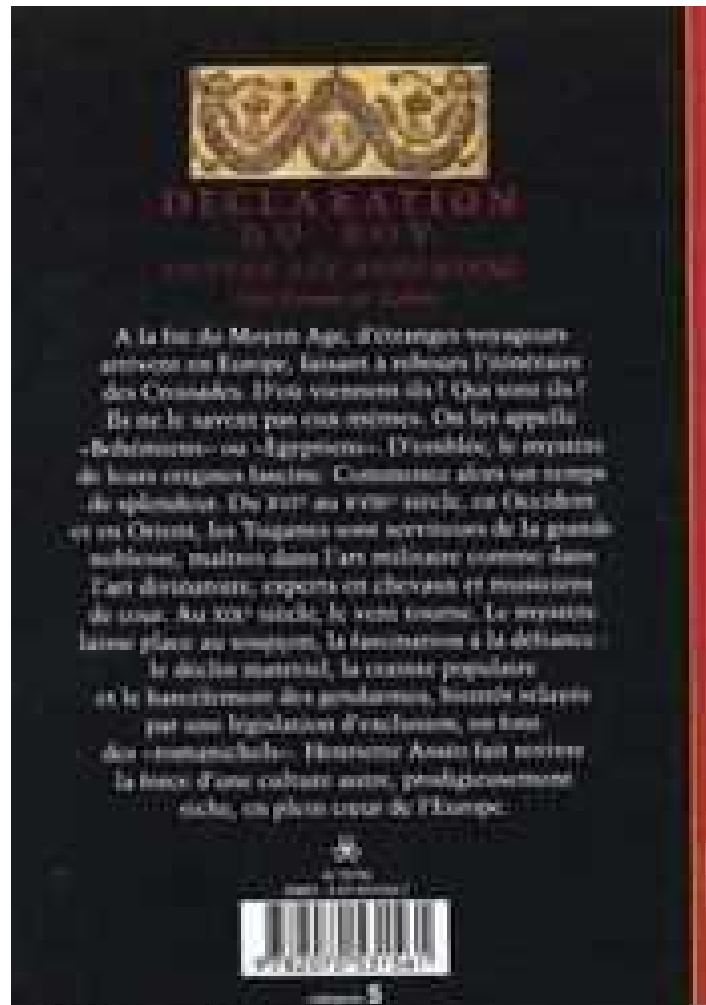 DECLARATION
DU ROY
A la fin du Moyen Age, d'étranges voyageurs
arrivent en Europe, faisant à rebours l'itinéraire
des Croisades. D'où viennent-ils ? Qui sont-ils ?
Ils ne le savent pas eux-mêmes. On les appelle
«Bohémiens» ou «Egyptiens». D'emblée, le mystère
de leurs origines fascine. Commence alors un temps
de splendeur. Du XVIe au XVIIIe siècle, en Occident
et en Orient, les Tsiganes sont serviteurs de la grande
noblesse, maîtres dans l'art militaire comme dans
l'art divinatoire, experts en chevaux et musiciens
de cour. Au XIXe siècle, le vent tourne. Le mystère
laisse place au soupçon, la fascination à la défiance :
le déclin matériel, la crainte populaire
et le harcèlement des gendarmes, bientôt relayés
par une législation d'exclusion, en font
des «romanichels». Henriette Asséo fait revivre
la force d'une culture autre, prodigieusement
riche, en plein cœur de l'Europe.
5